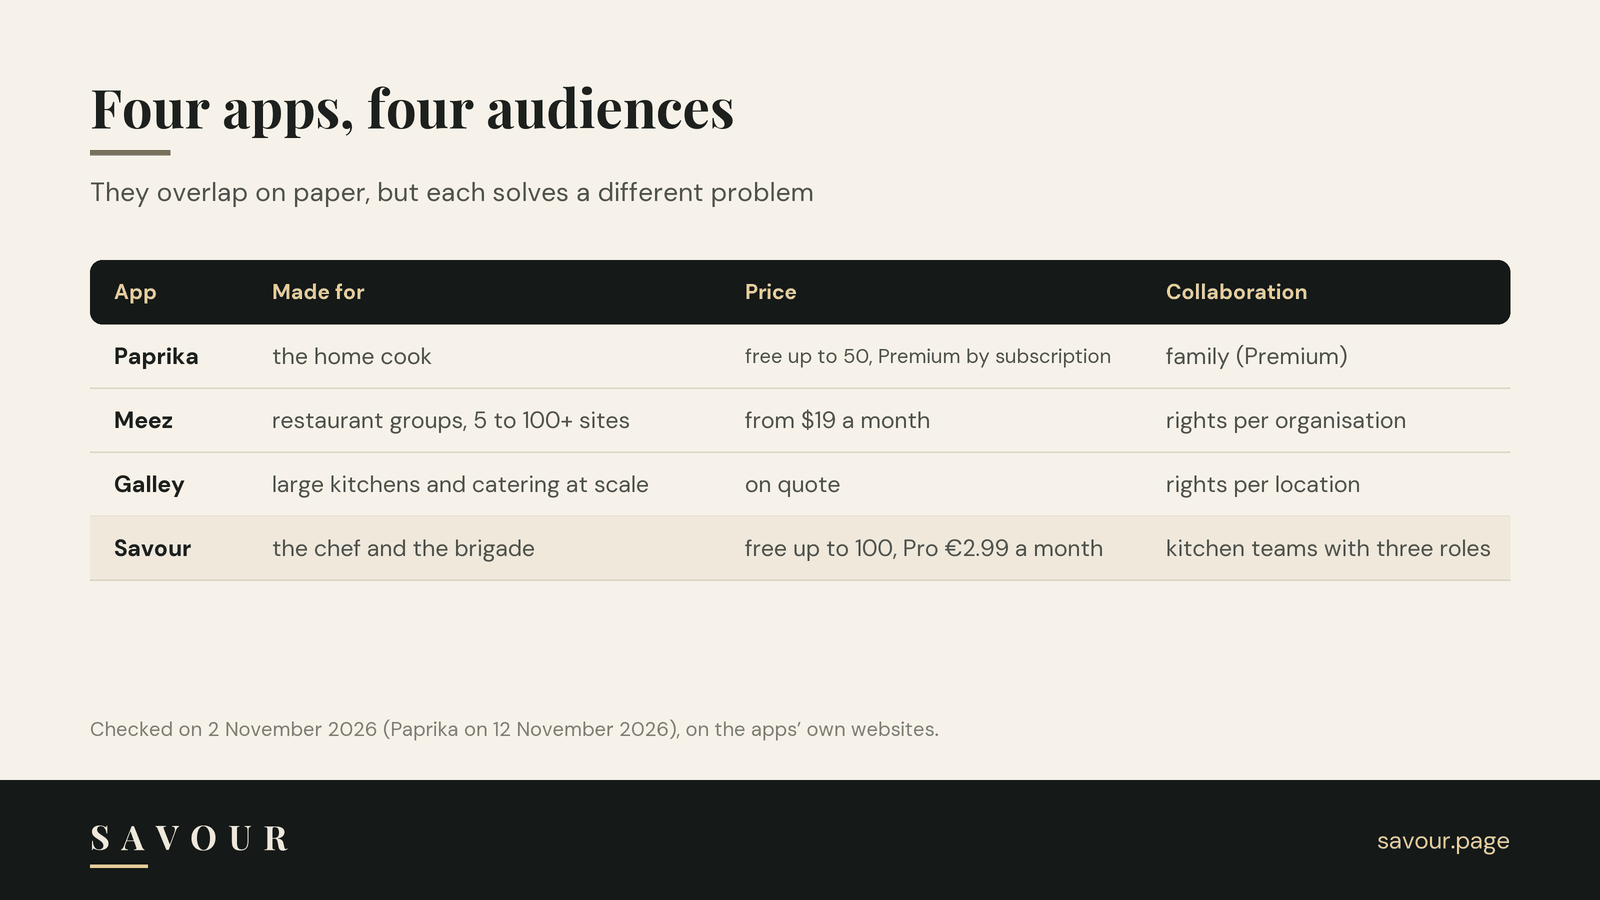 Four apps, four audiences
They overlap on paper, but each solves a different problem
App Made for Price Collaboration
Paprika the home cook free up to 50, Premium by subscription family (Premium)
Meez restaurant groups, 5 to 100+ sites from $19 a month rights per organisation
Galley large kitchens and catering at scale on quote rights per location
Savour the chef and the brigade free up to 100, Pro €2.99 a month kitchen teams with three roles
Checked on 2 November 2026 (Paprika on 12 November 2026), on the apps’ own websites.
SAVOUR savour.page